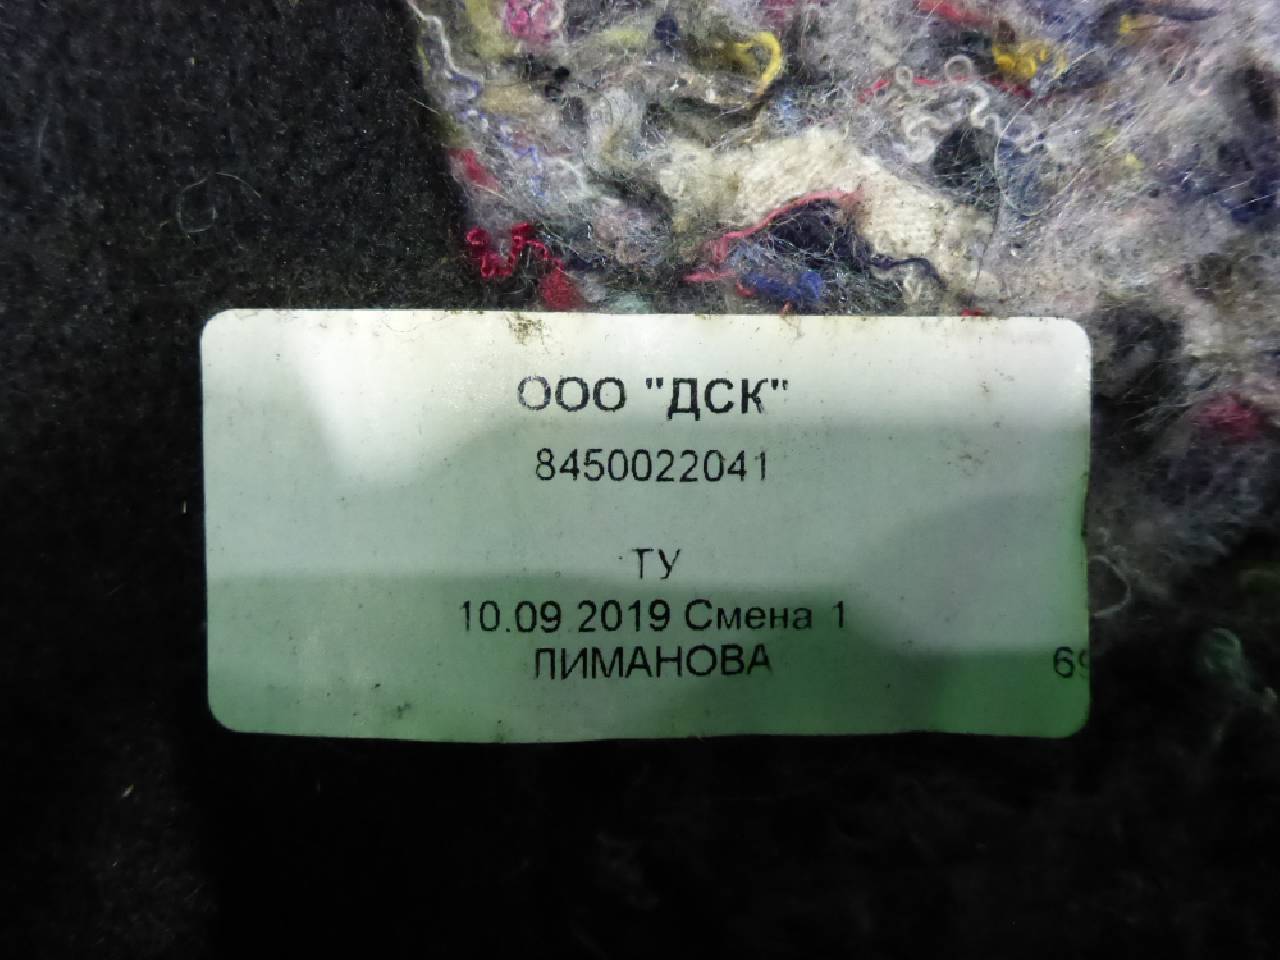 ООО "ДСК"
8450022041
ТУ
10.09.2019 Смена 1
ЛИМАНОВА